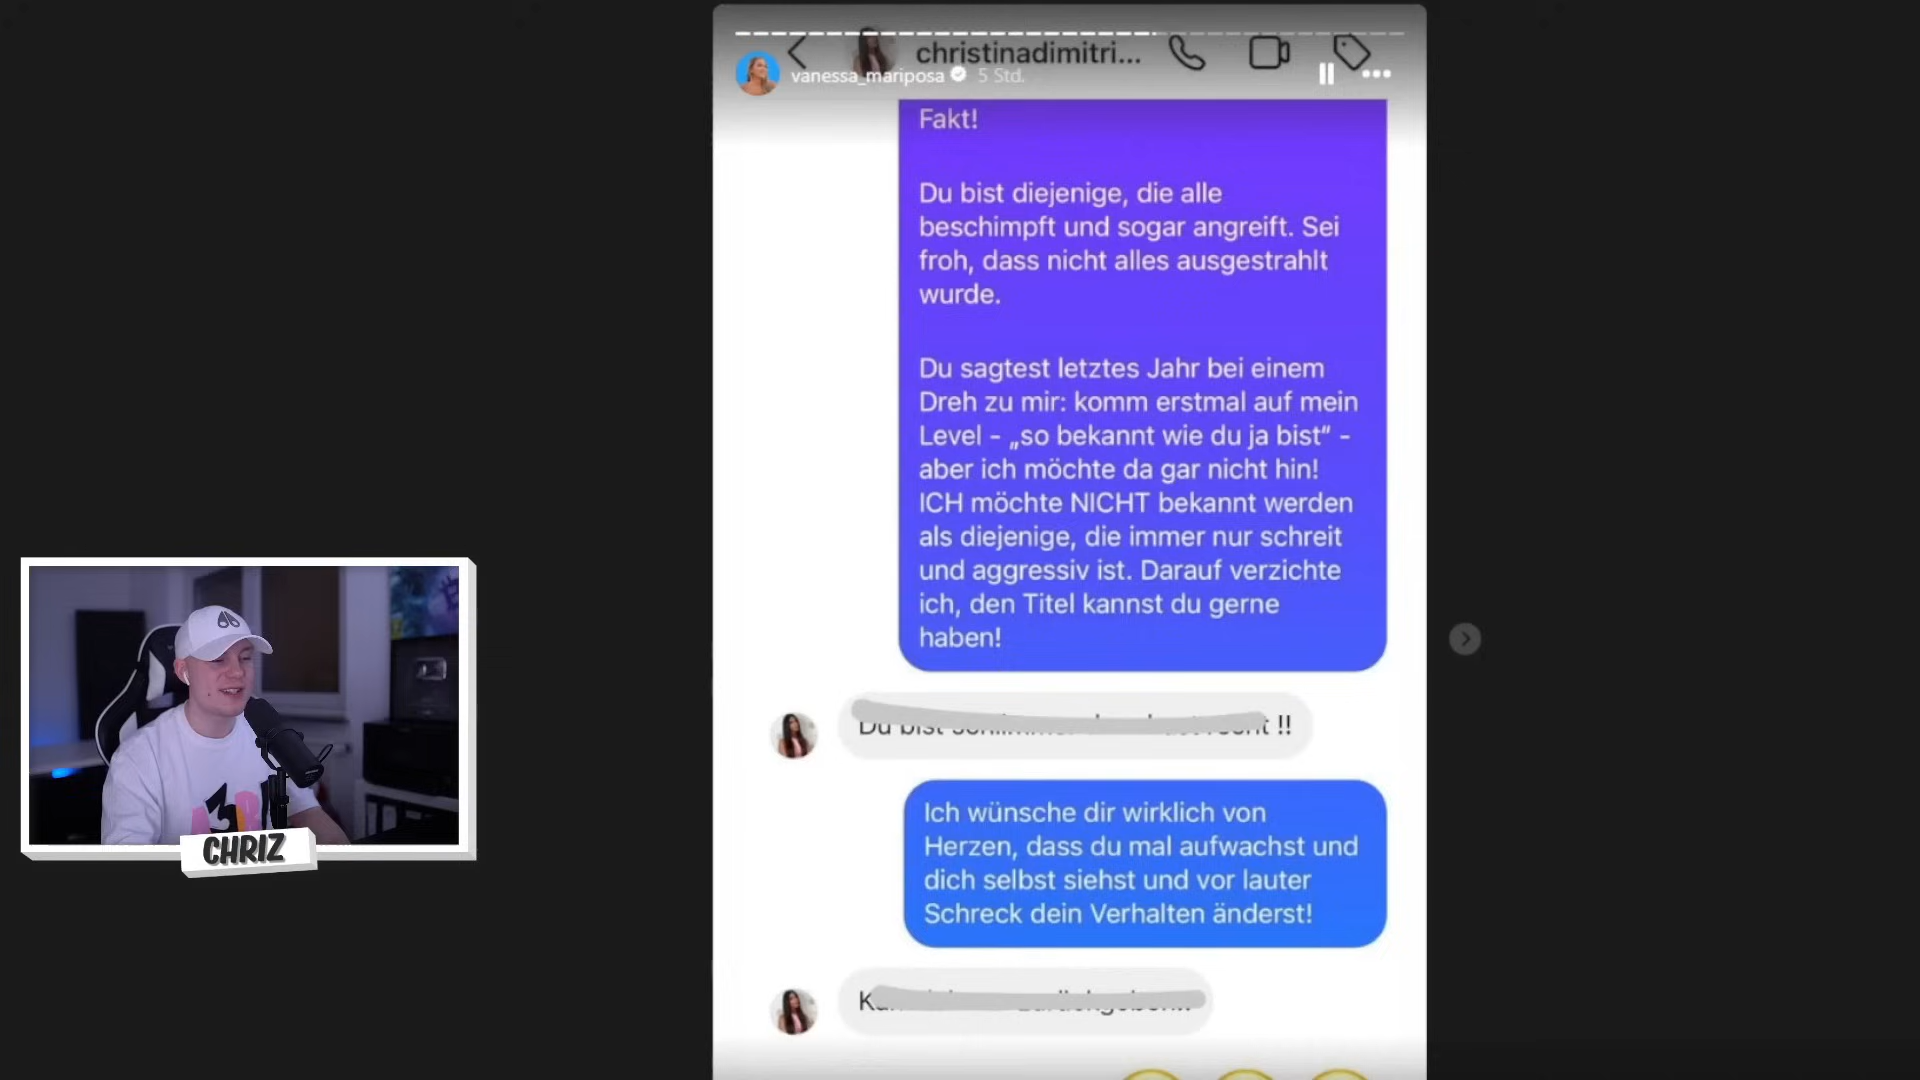 christinadimitri...
vanessa_mariposa 5 Std.
Fakt!
Du bist diejenige, die alle
beschimpft und sogar angreift. Sei
froh, dass nicht alles ausgestrahlt
wurde.
Du sagtest letztes Jahr bei einem
Dreh zu mir: komm erstmal auf mein
Level - „so bekannt wie du ja bist“ -
aber ich möchte da gar nicht hin!
ICH möchte NICHT bekannt werden
als diejenige, die immer nur schreit
und aggressiv ist. Darauf verzichte
ich, den Titel kannst du gerne
haben!
Du bist !!
Ich wünsche dir wirklich von
Herzen, dass du mal aufwachst und
dich selbst siehst und vor lauter
Schreck dein Verhalten änderst!
CHRIZ